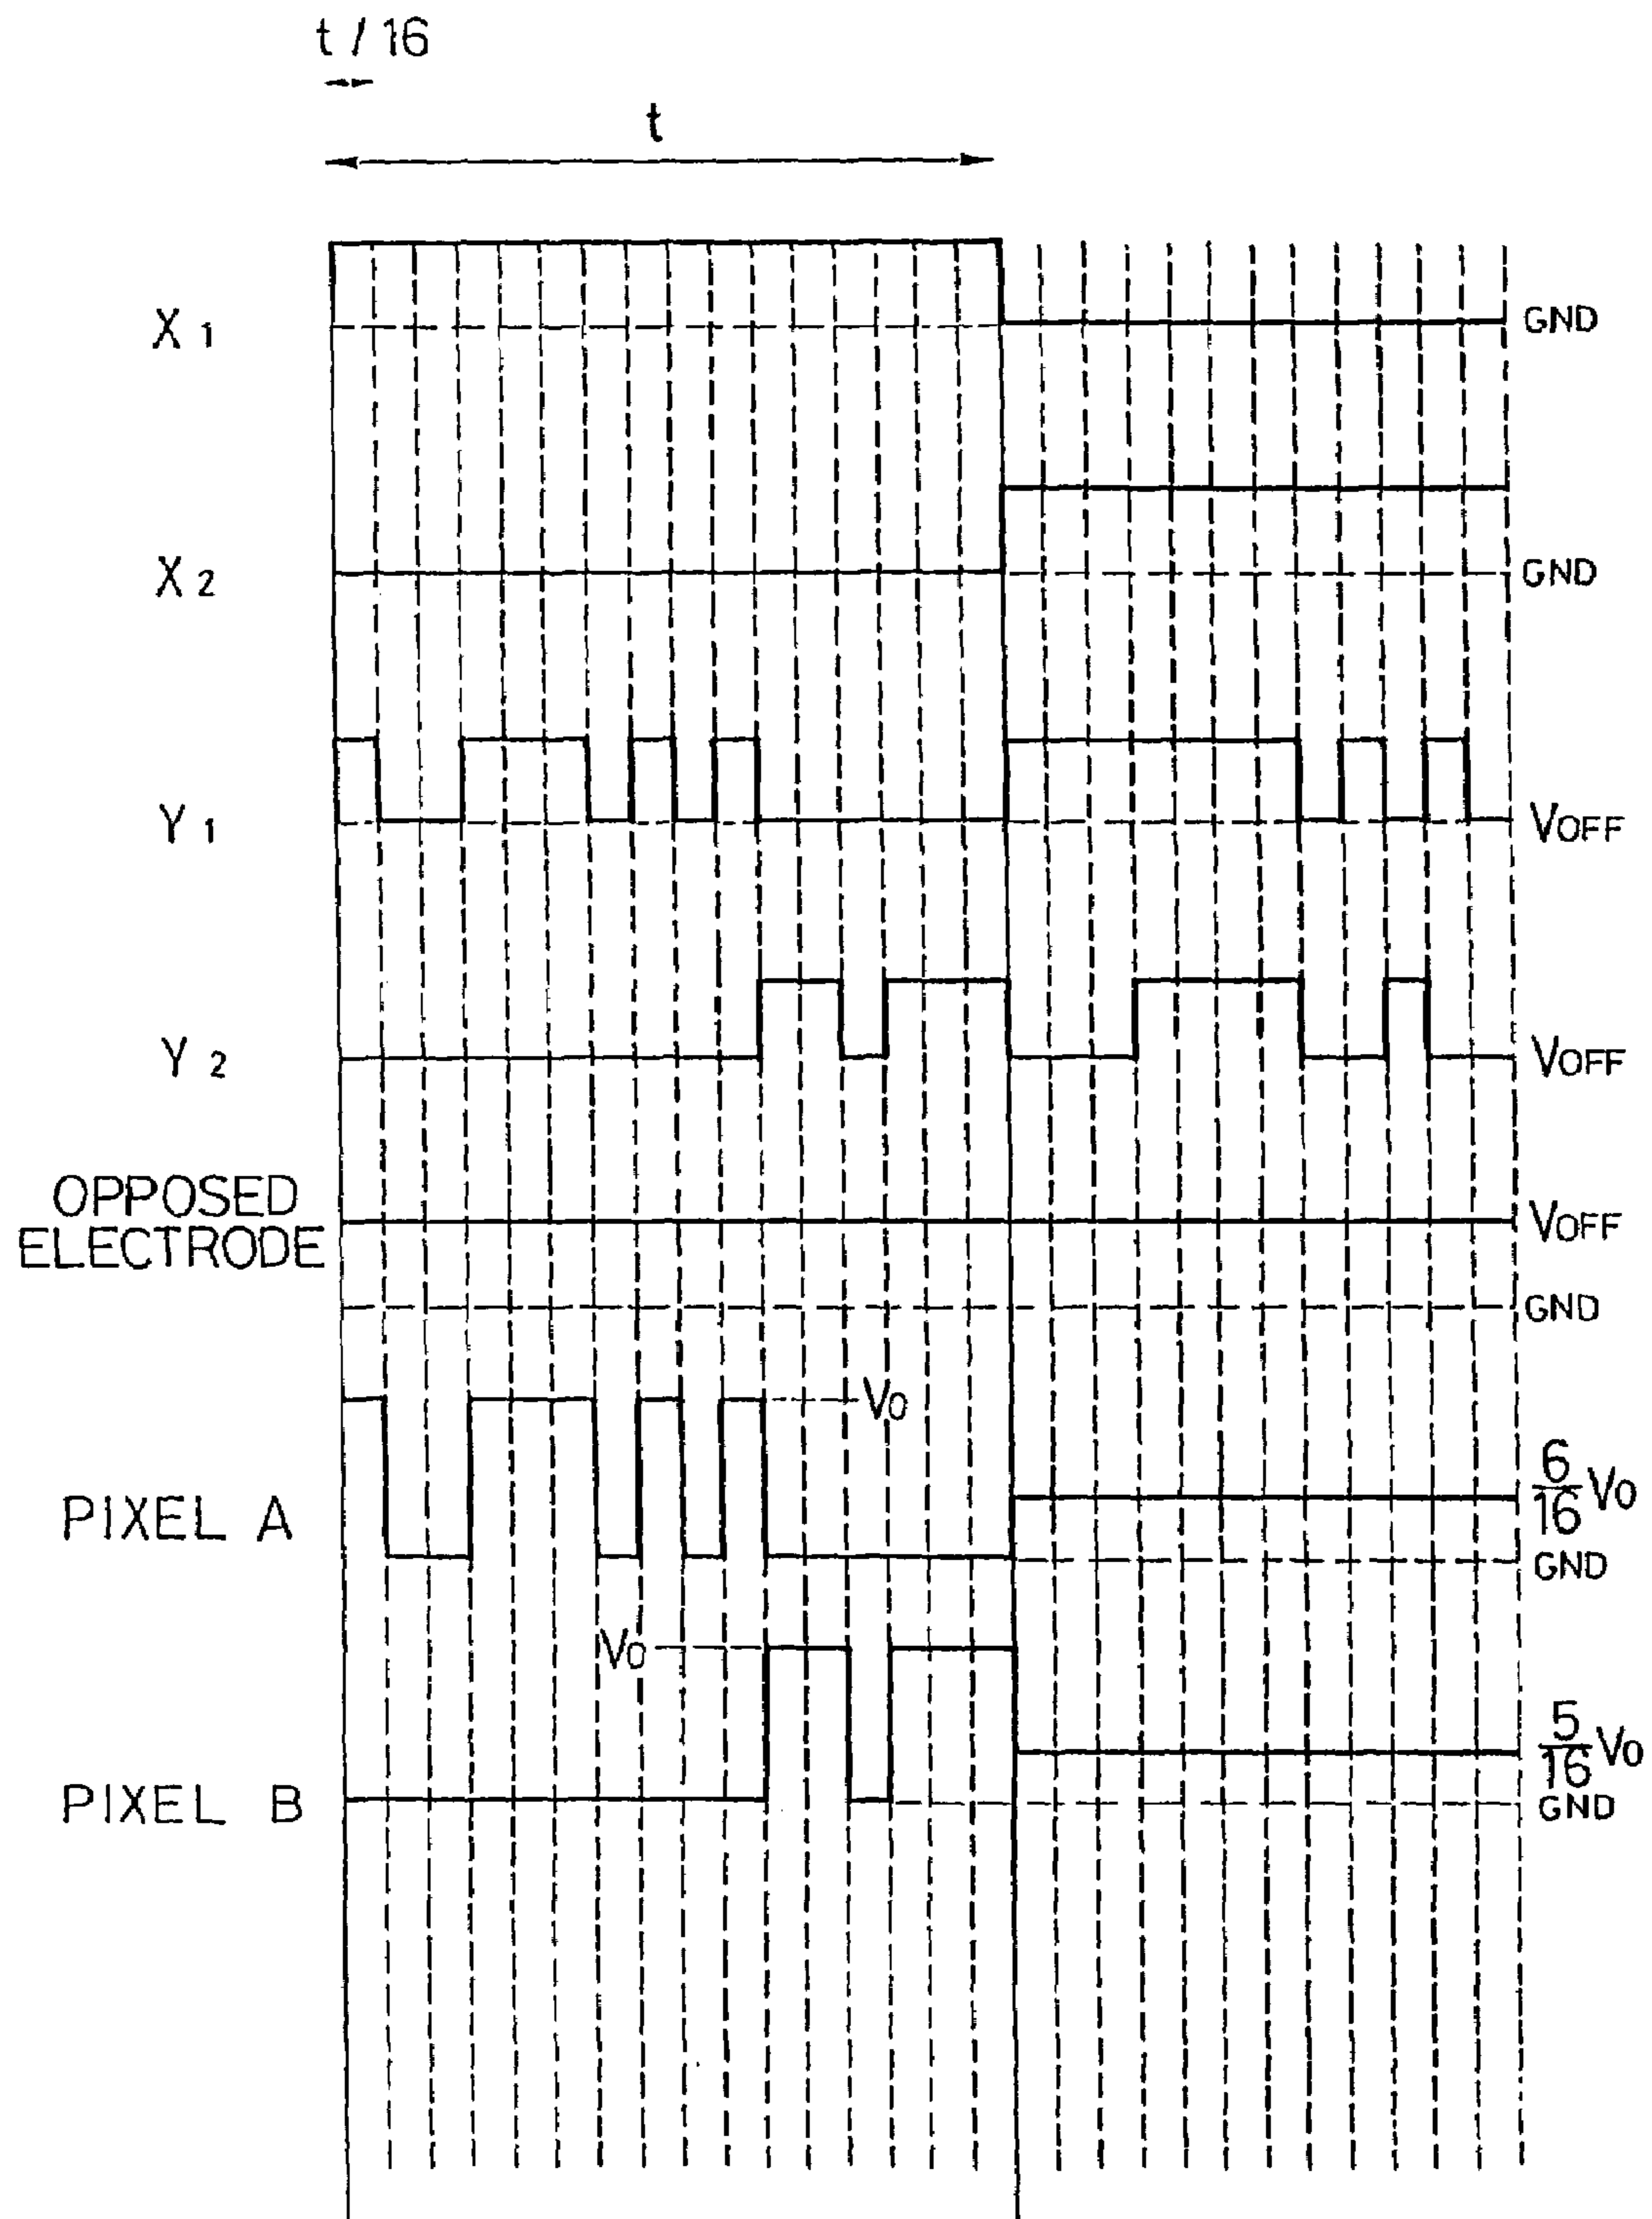 t / 16
t
X 1
GND
X 2
GND
Y 1
VOFF
Y 2
VOFF
OPPOSED
ELECTRODE
VOFF
GND
V0
PIXEL A
6/16 V0
GND
V0
PIXEL B
5/16 V0
GND